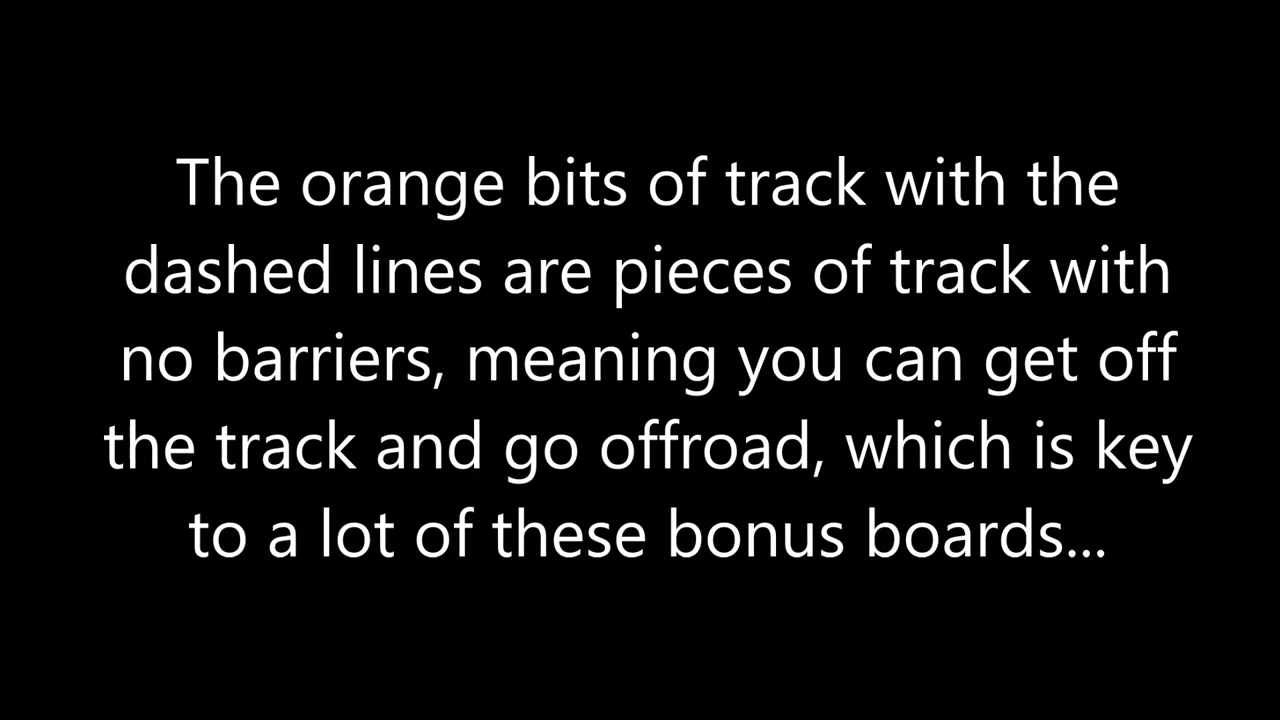 The orange bits of track with the
dashed lines are pieces of track with
no barriers, meaning you can get off
the track and go offroad, which is key
to a lot of these bonus boards...